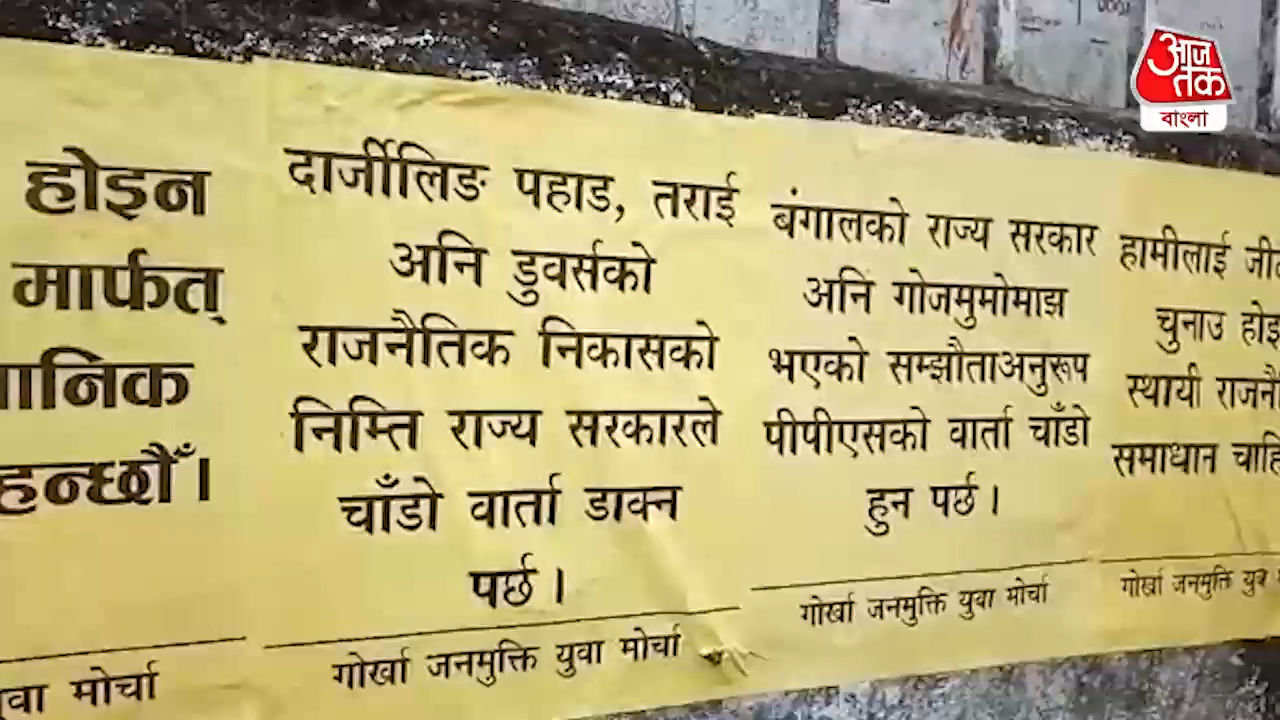 होइन
मार्फत्
दार्जीलिङ पहाड, तराई
अनि डुवर्सको
राजनैतिक निकासको
निम्ति राज्य सरकारले
चाँडो वार्ता डाक्न
पर्छ।
गोर्खा जनमुक्ति युवा मोर्चा
बंगालको राज्य सरकार
अनि गोजमुमोमाझ
भएको सम्झौताअनुरूप
पीपीएसको वार्ता चाँडो
हुन पर्छ।
गोर्खा जनमुक्ति युवा मोर्चा
हामीलाई
चुनाउ
स्थायी
समाधान
गोर्खा जनमुक्ति युव
मोर्चा
आज
तक
বাংলা